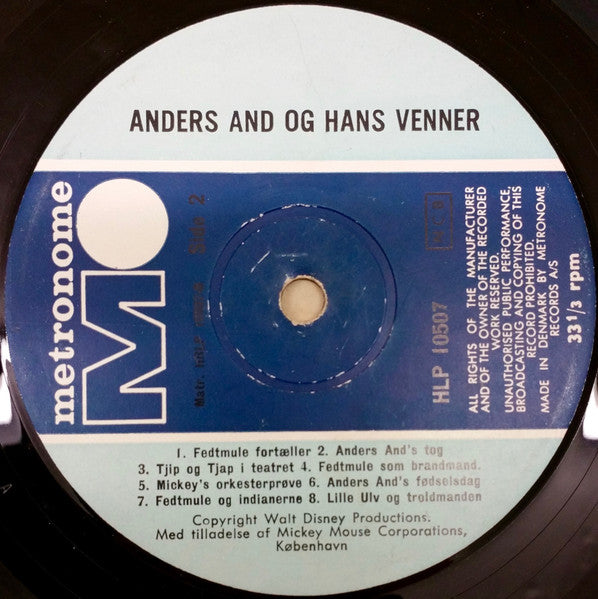 ANDERS AND OG HANS VENNER
metronome
Side 2
Matr.
HLP 10507
NCB
ALL RIGHTS OF THE MANUFACTURER
AND OF THE OWNER OF THE RECORDED
WORK RESERVED.
UNAUTHORISED PUBLIC PERFORMANCE,
BROADCASTING AND COPYING OF THIS
RECORD PROHIBITED.
MADE IN DENMARK BY METRONOME
RECORDS A/S
33 1/3 rpm
1. Fedtmule fortæller 2. Anders And's tog
3. Tjip og Tjap i teatret 4. Fedtmule som brandmand.
5. Mickey's orkesterprøve 6. Anders And's fødselsdag
7. Fedtmule og indianerne 8. Lille Ulv og troldmanden
Copyright Walt Disney Productions.
Med tilladelse af Mickey Mouse Corporations,
København